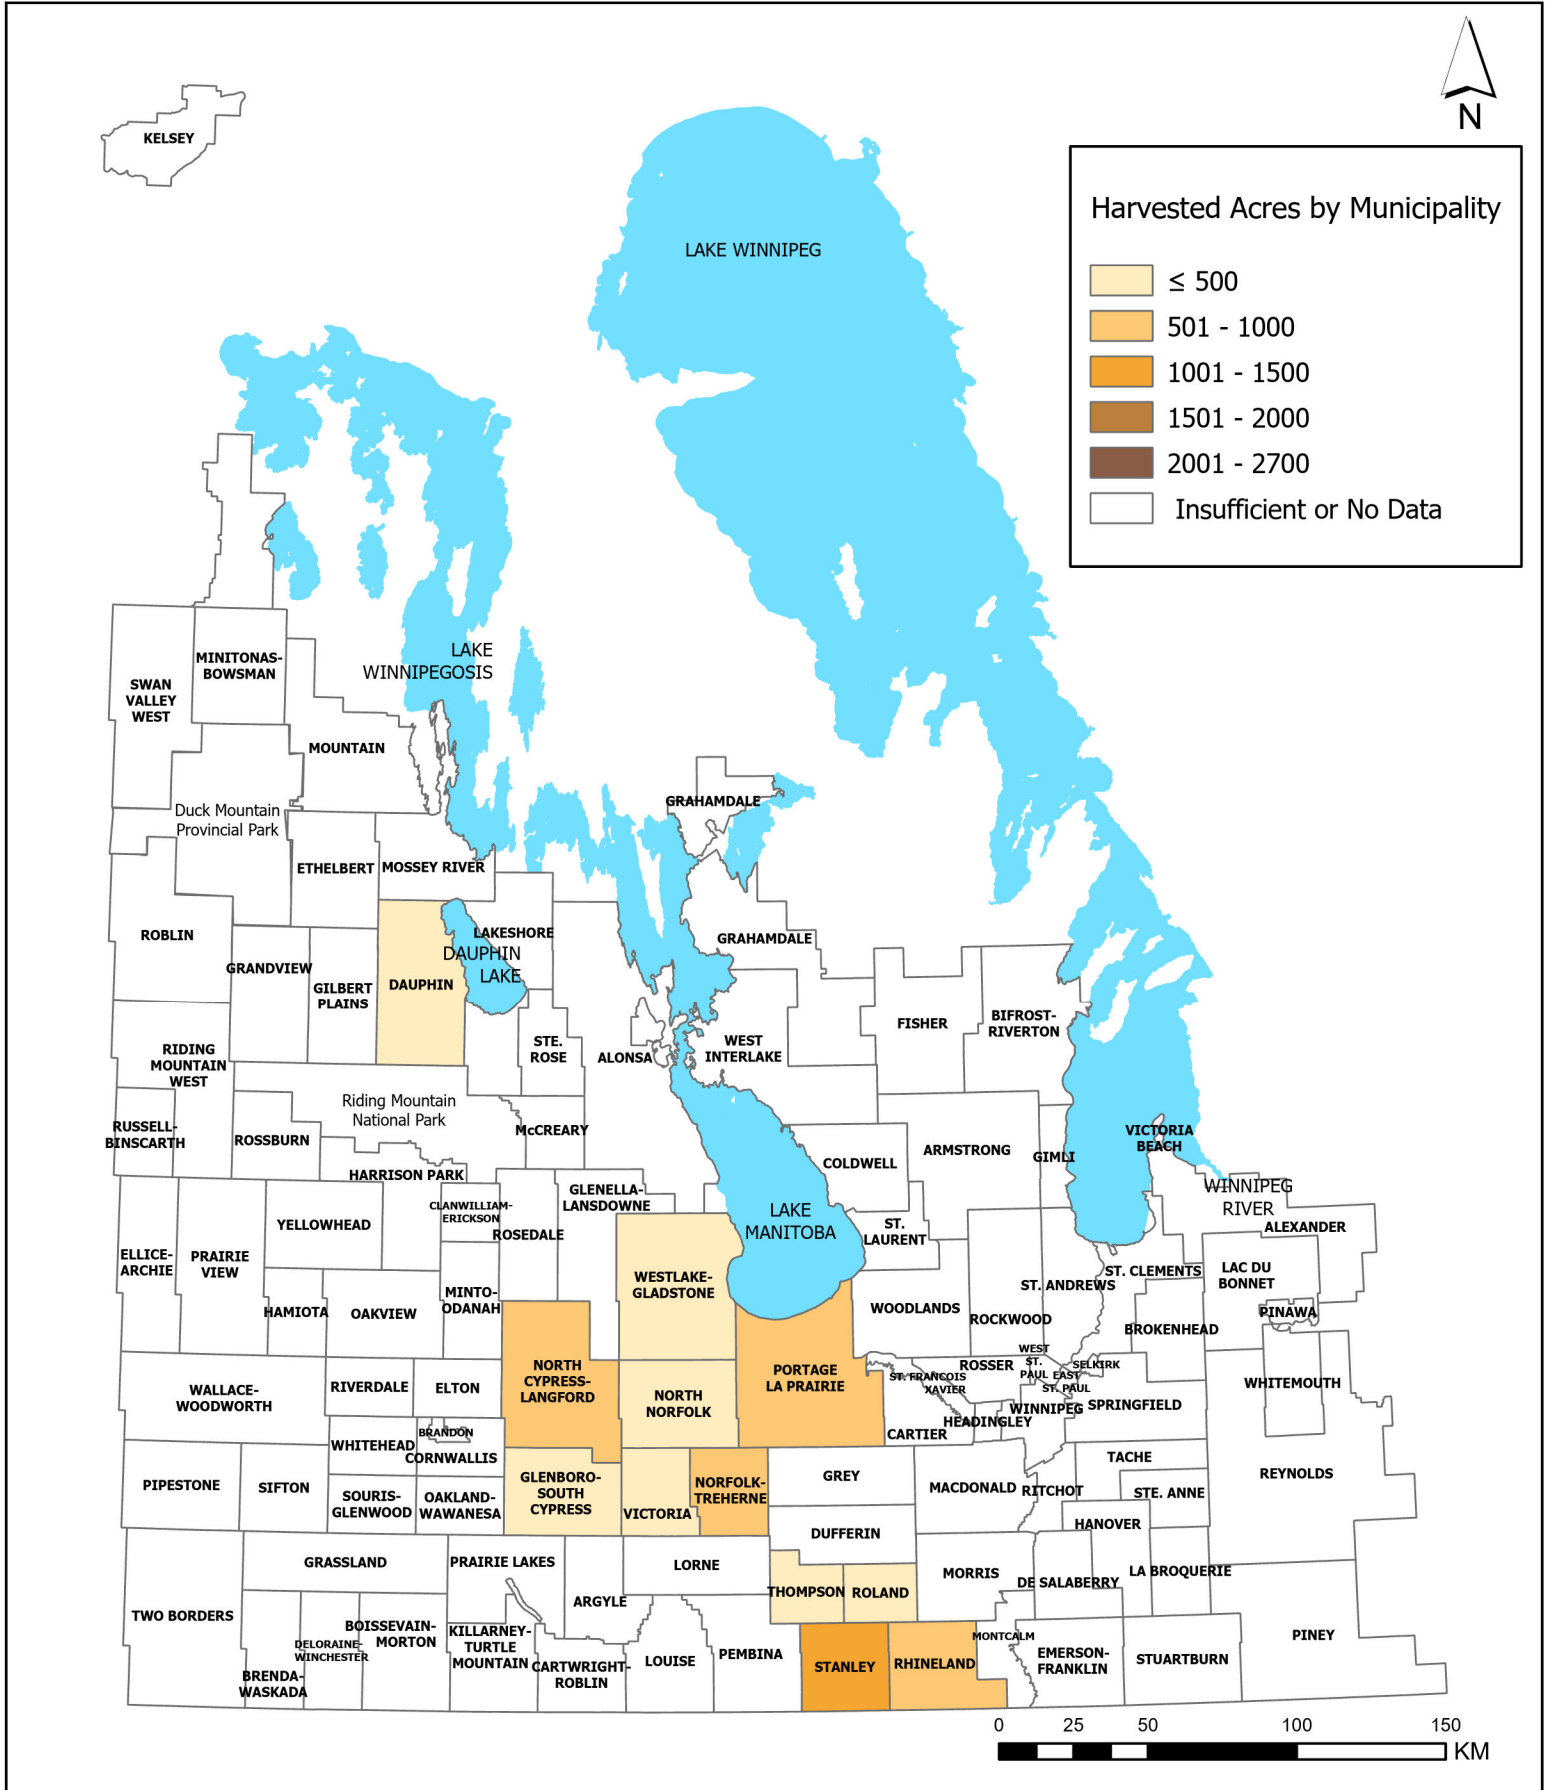 N
Harvested Acres by Municipality
≤ 500
501 - 1000
1001 - 1500
1501 - 2000
2001 - 2700
Insufficient or No Data
KELSEY
LAKE WINNIPEG
LAKE
WINNIPEGOSIS
MINITONAS-
BOWSMAN
SWAN
VALLEY
WEST
MOUNTAIN
Duck Mountain
Provincial Park
GRAHAMDALE
ETHELBERT
MOSSEY RIVER
ROBLIN
LAKESHORE
DAUPHIN
LAKE
GRAHAMDALE
GRANDVIEW
GILBERT
PLAINS
DAUPHIN
FISHER
BIFROST-
RIVERTON
RIDING
MOUNTAIN
WEST
STE.
ROSE
ALONSA
WEST
INTERLAKE
Riding Mountain
National Park
RUSSELL-
BINSCARTH
ROSSBURN
McCREARY
VICTORIA
BEACH
ARMSTRONG
GIMLI
COLDWELL
HARRISON PARK
GLENELLA-
LANSDOWNE
WINNIPEG
RIVER
CLANWILLIAM-
ERICKSON
YELLOWHEAD
ROSEDALE
LAKE
MANITOBA
ST.
LAURENT
ALEXANDER
ELLICE-
ARCHIE
PRAIRIE
VIEW
WESTLAKE-
GLADSTONE
ST. ANDREWS
ST. CLEMENTS
LAC DU
BONNET
HAMIOTA
OAKVIEW
MINTO-
ODANAH
WOODLANDS
ROCKWOOD
PINAWA
BROKENHEAD
NORTH
CYPRESS-
LANGFORD
PORTAGE
LA PRAIRIE
ST. FRANCOIS
XAVIER
ROSSER
WEST
ST.
PAUL
EAST
ST. PAUL
SELKIRK
WALLACE-
WOODWORTH
RIVERDALE
ELTON
NORTH
NORFOLK
WHITEMOUTH
WINNIPEG
SPRINGFIELD
HEADINGLEY
CARTIER
BRANDON
WHITEHEAD
CORNWALLIS
TACHE
PIPESTONE
SIFTON
SOURIS-
GLENWOOD
OAKLAND-
WAWANESA
GLENBORO-
SOUTH
CYPRESS
VICTORIA
NORFOLK-
TREHERNE
GREY
MACDONALD
RITCHOT
STE. ANNE
REYNOLDS
HANOVER
DUFFERIN
GRASSLAND
PRAIRIE LAKES
LORNE
MORRIS
DE SALABERRY
LA BROQUERIE
THOMPSON
ROLAND
TWO BORDERS
BOISSEVAIN-
MORTON
ARGYLE
KILLARNEY-
TURTLE
MOUNTAIN
DELORAINE-
WINCHESTER
BRENDA-
WASKADA
CARTWRIGHT-
ROBLIN
LOUISE
PEMBINA
STANLEY
RHINELAND
MONTCALM
EMERSON-
FRANKLIN
STUARTBURN
PINEY
0 25 50 100 150
KM